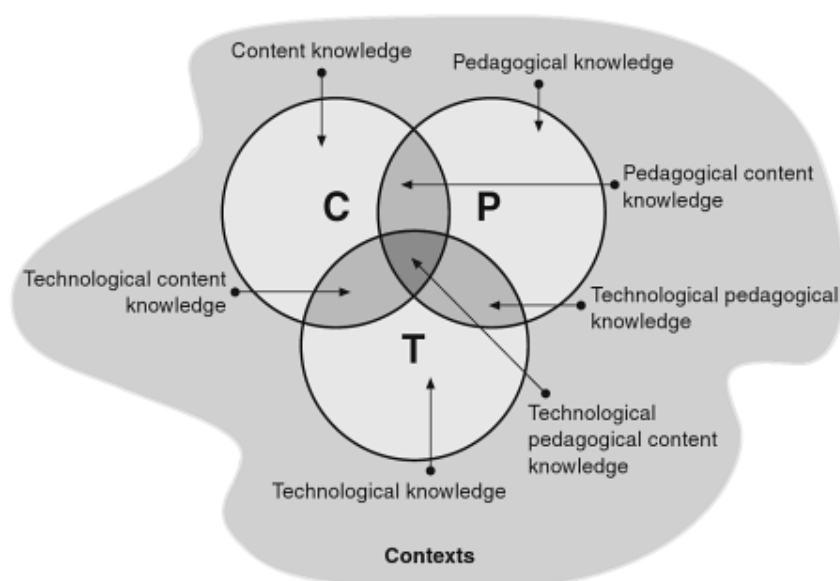 Content knowledge
Pedagogical knowledge
Pedagogical content
knowledge
C
P
Technological content
knowledge
Technological pedagogical
knowledge
T
Technological
pedagogical content
knowledge
Technological knowledge
Contexts